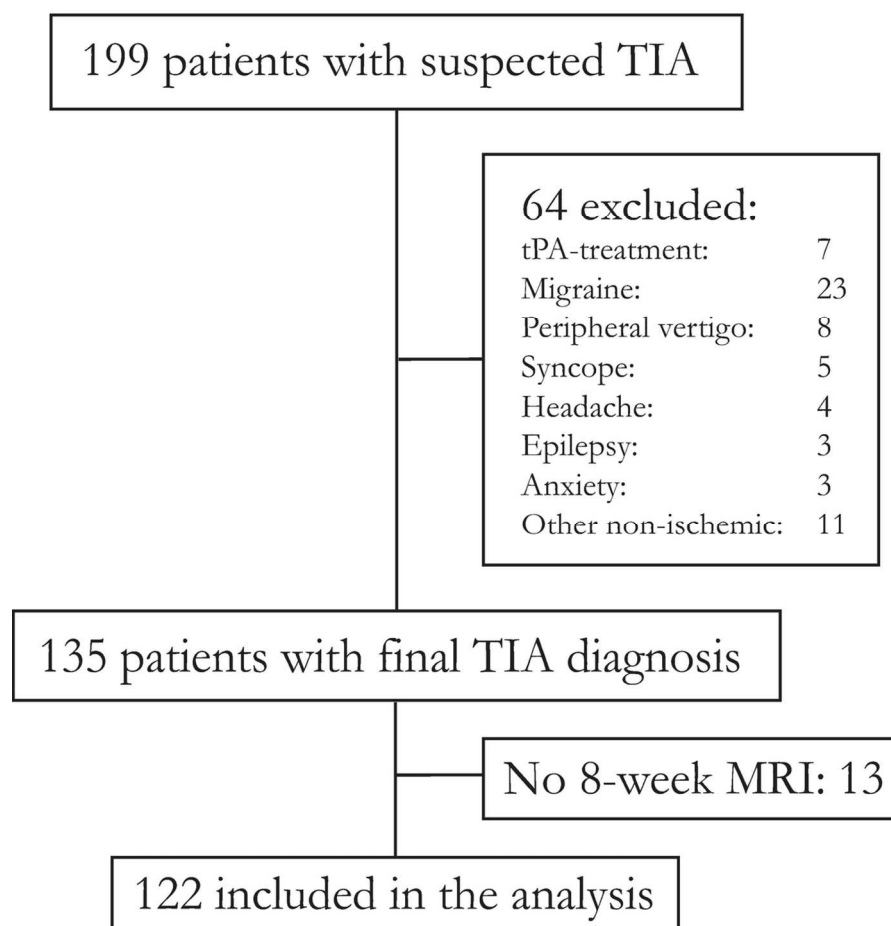 199 patients with suspected TIA
64 excluded:
tPA-treatment: 7
Migraine: 23
Peripheral vertigo: 8
Syncope: 5
Headache: 4
Epilepsy: 3
Anxiety: 3
Other non-ischemic: 11
135 patients with final TIA diagnosis
No 8-week MRI: 13
122 included in the analysis